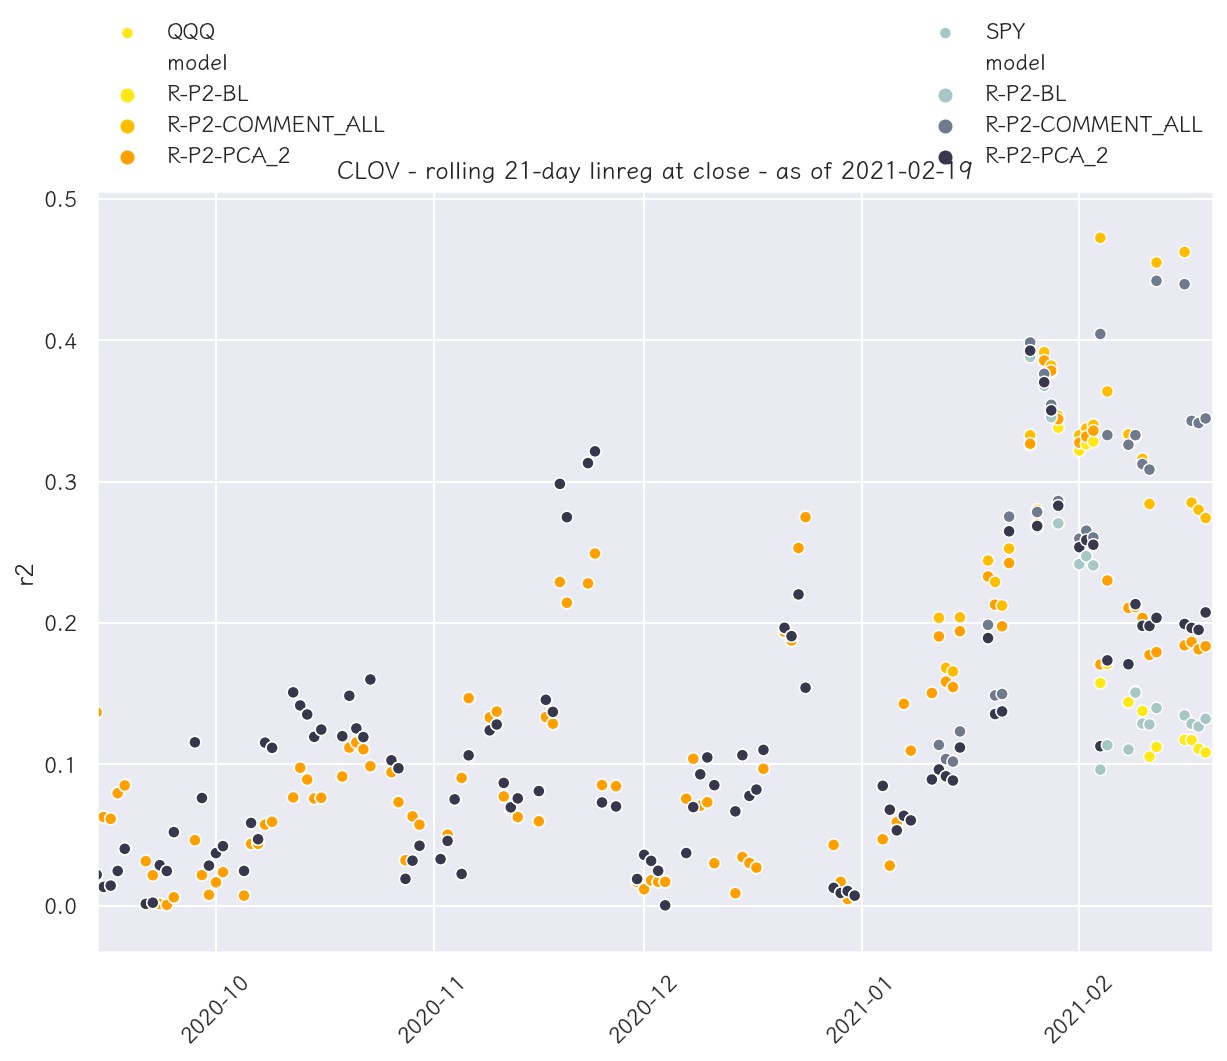 QQQ
model
R-P2-BL
R-P2-COMMENT_ALL
R-P2-PCA_2
SPY
model
R-P2-BL
R-P2-COMMENT_ALL
R-P2-PCA_2
CLOV - rolling 21-day linreg at close - as of 2021-02-19
0.5
0.4
0.3
0.2
0.1
0.0
r2
2020-10
2020-11
2020-12
2021-01
2021-02